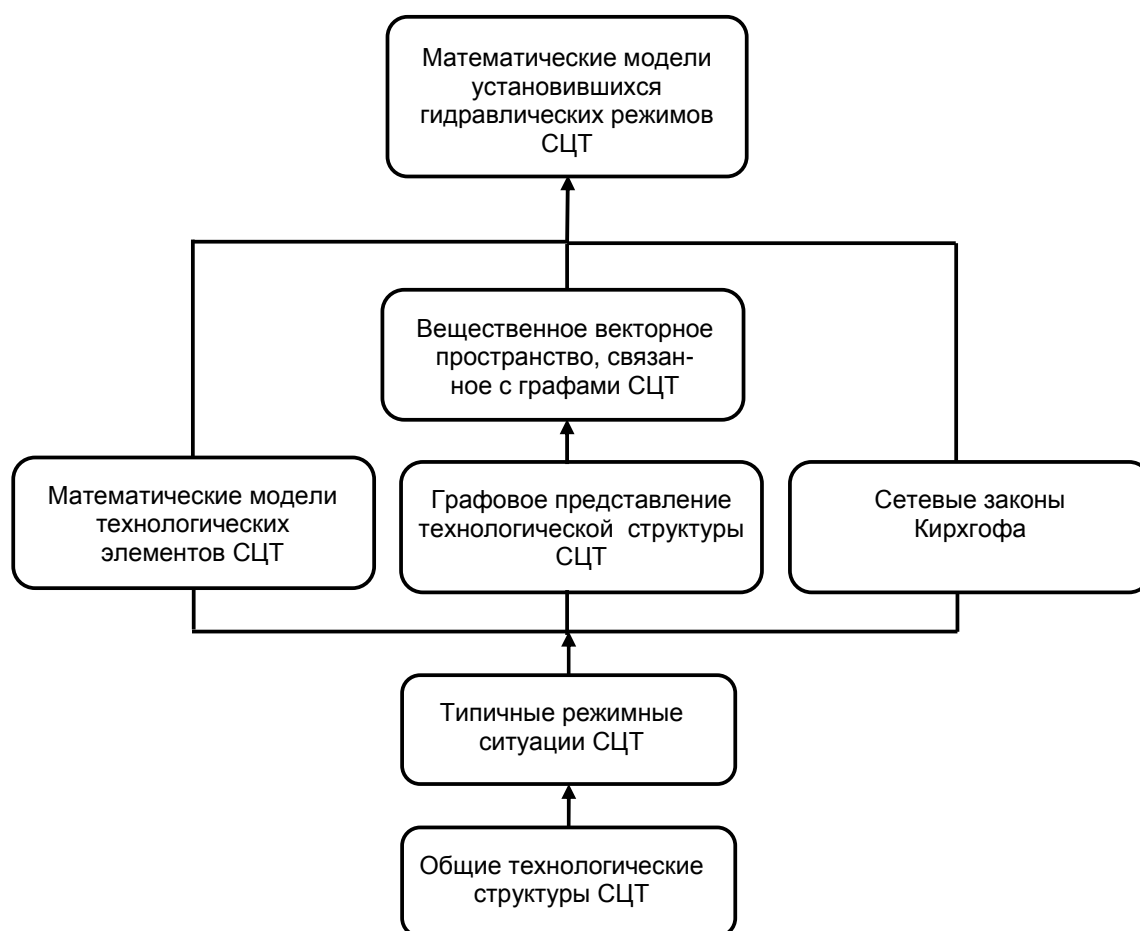 Математические модели
установившихся
гидравлических режимов
СЦТ
Вещественное векторное
пространство, связан-
ное с графами СЦТ
Математические модели
технологических
элементов СЦТ
Графовое представление
технологической структуры
СЦТ
Сетевые законы
Кирхгофа
Типичные режимные
ситуации СЦТ
Общие технологические
структуры СЦТ